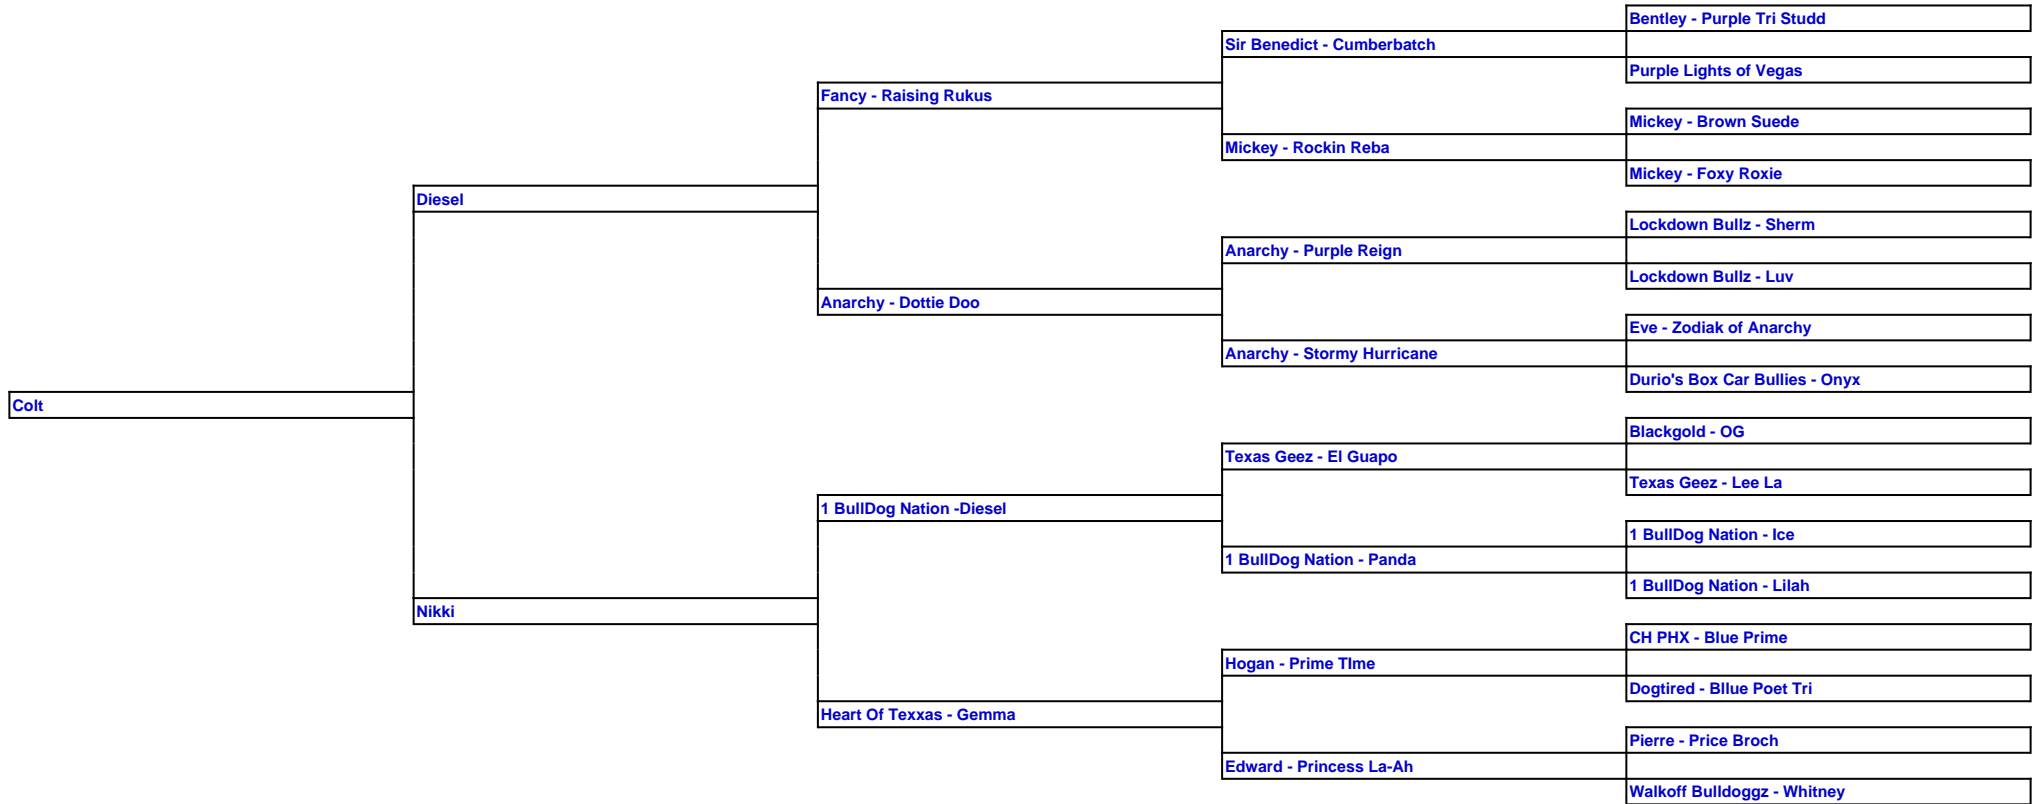 Bentley - Purple Tri Studd
Sir Benedict - Cumberbatch
Purple Lights of Vegas
Fancy - Raising Rukus
Mickey - Brown Suede
Mickey - Rockin Reba
Mickey - Foxy Roxie
Diesel
Lockdown Bullz - Sherm
Anarchy - Purple Reign
Lockdown Bullz - Luv
Anarchy - Dottie Doo
Eve - Zodiak of Anarchy
Anarchy - Stormy Hurricane
Durio's Box Car Bullies - Onyx
Colt
Blackgold - OG
Texas Geez - El Guapo
Texas Geez - Lee La
1 BullDog Nation -Diesel
1 BullDog Nation - Ice
1 BullDog Nation - Panda
1 BullDog Nation - Lilah
Nikki
CH PHX - Blue Prime
Hogan - Prime TIme
Dogtired - Bllue Poet Tri
Heart Of Texxas - Gemma
Pierre - Price Broch
Edward - Princess La-Ah
Walkoff Bulldoggz - Whitney